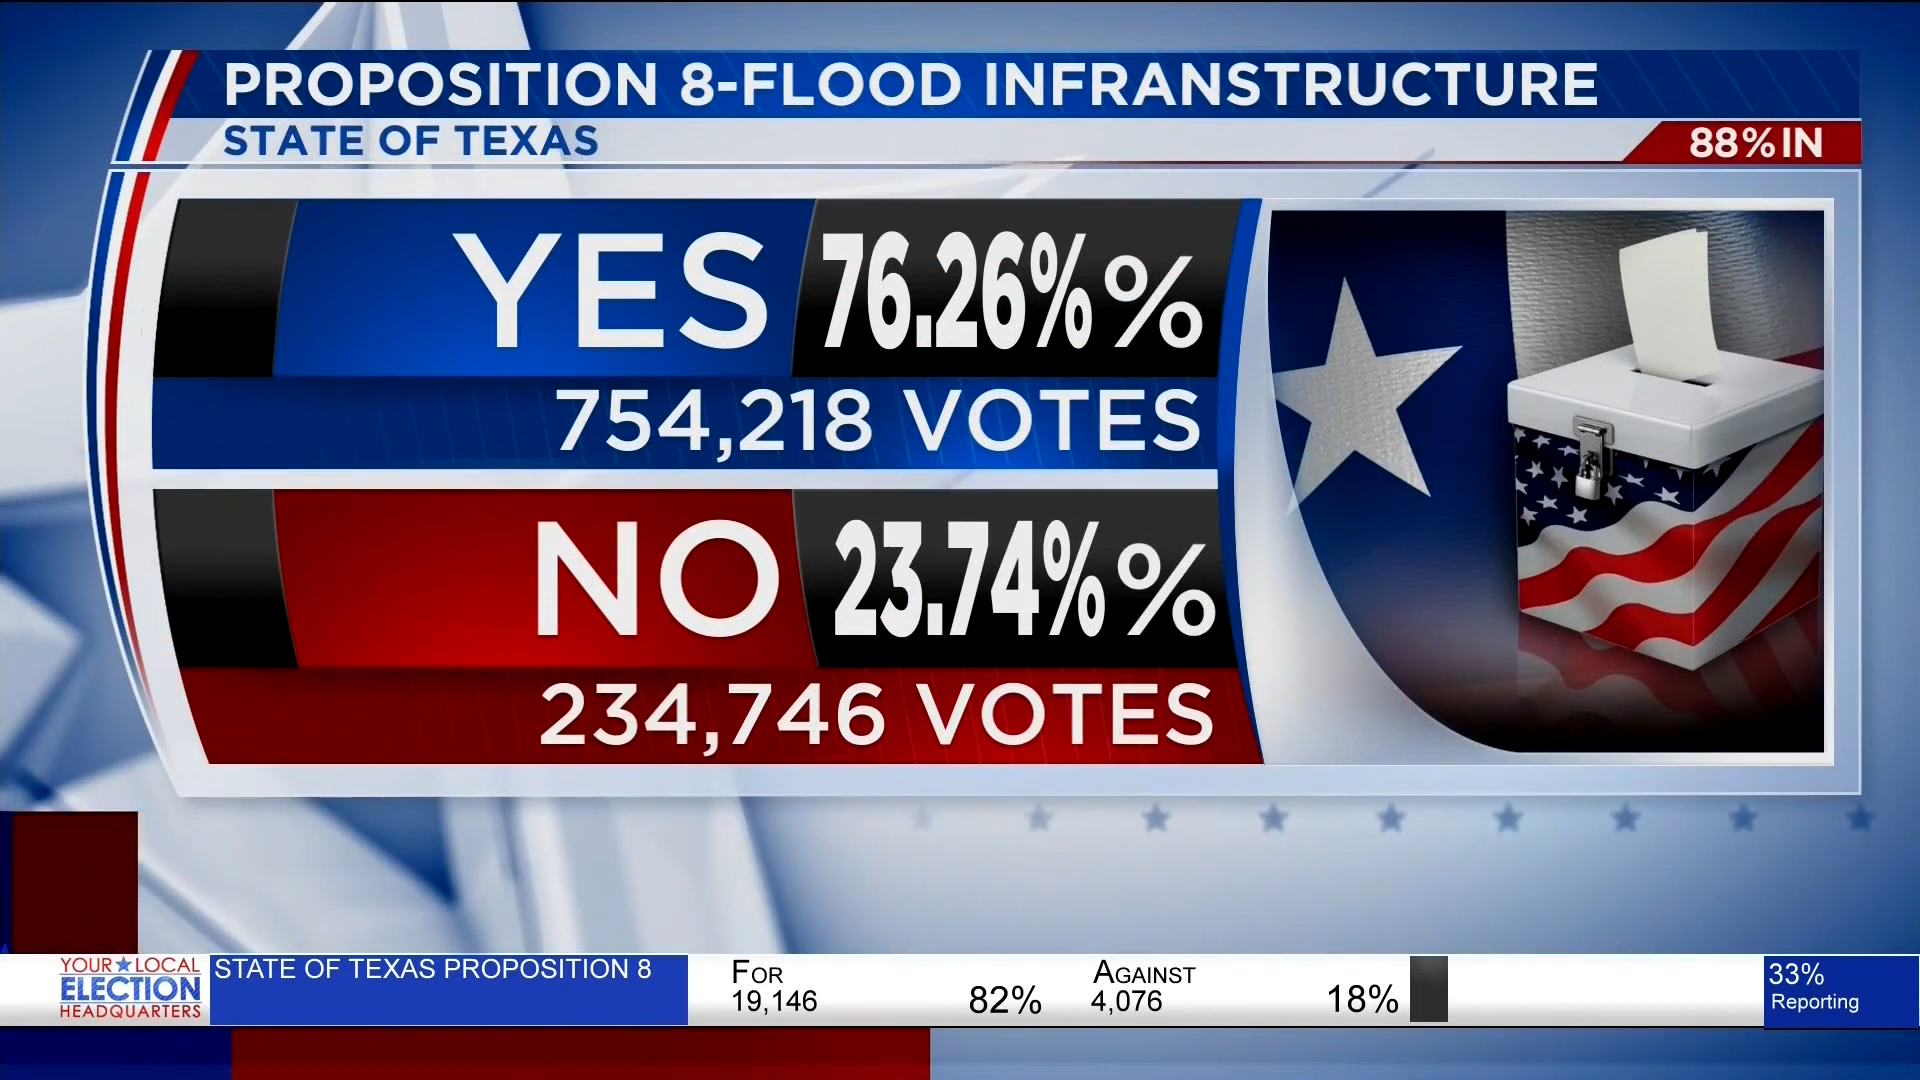 PROPOSITION 8-FLOOD INFRANSTRUCTURE
STATE OF TEXAS
88% IN
YES 76.26%%
754,218 VOTES
NO 23.74%%
234,746 VOTES
YOUR LOCAL
ELECTION
HEADQUARTERS
STATE OF TEXAS PROPOSITION 8
FOR
19,146 82%
AGAINST
4,076 18%
33%
Reporting